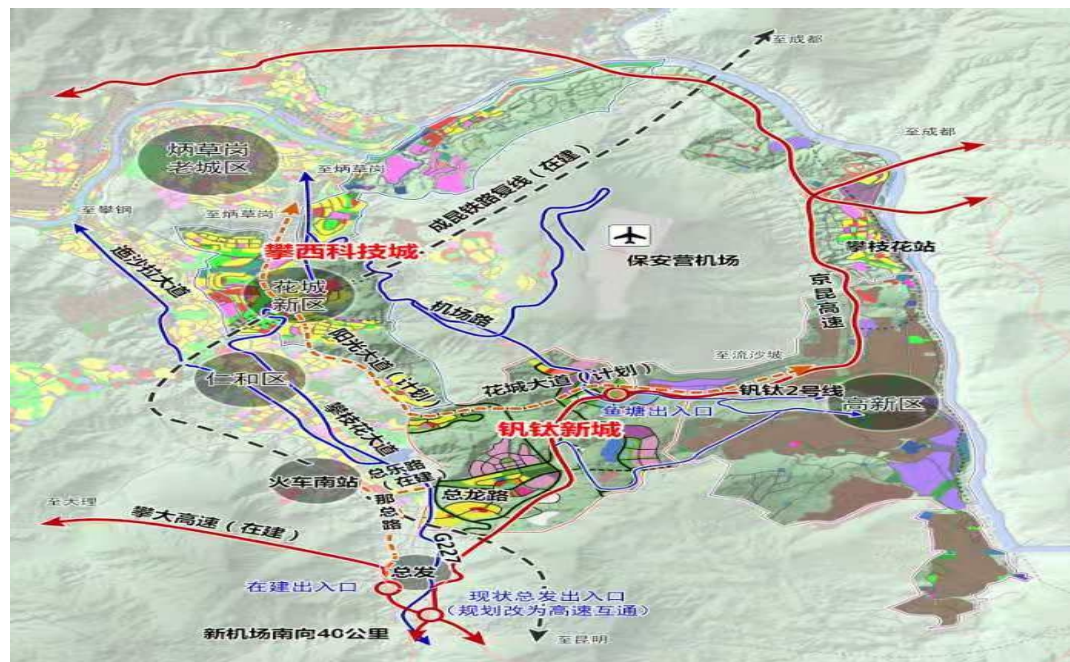 至成都
炳草岗
老城区
至成都
至炳草岗
成昆铁路复线（在建）
至攀钢
至炳草岗
攀西科技城
攀枝花站
保安营机场
迤沙拉大道
花城
新区
京昆高速
机场路
阳光大道（计划）
至流沙坡
仁和区
花城大道（计划）
钒钛2号线
高新区
鱼塘出入口
攀枝花大道
钒钛新城
总乐路
（在建）
火车南站
总龙路
那总路
至大理
攀大高速（在建）
G227
总发
在建出入口
现状总发出入口
（规划改为高速互通）
新机场南向40公里
至昆明